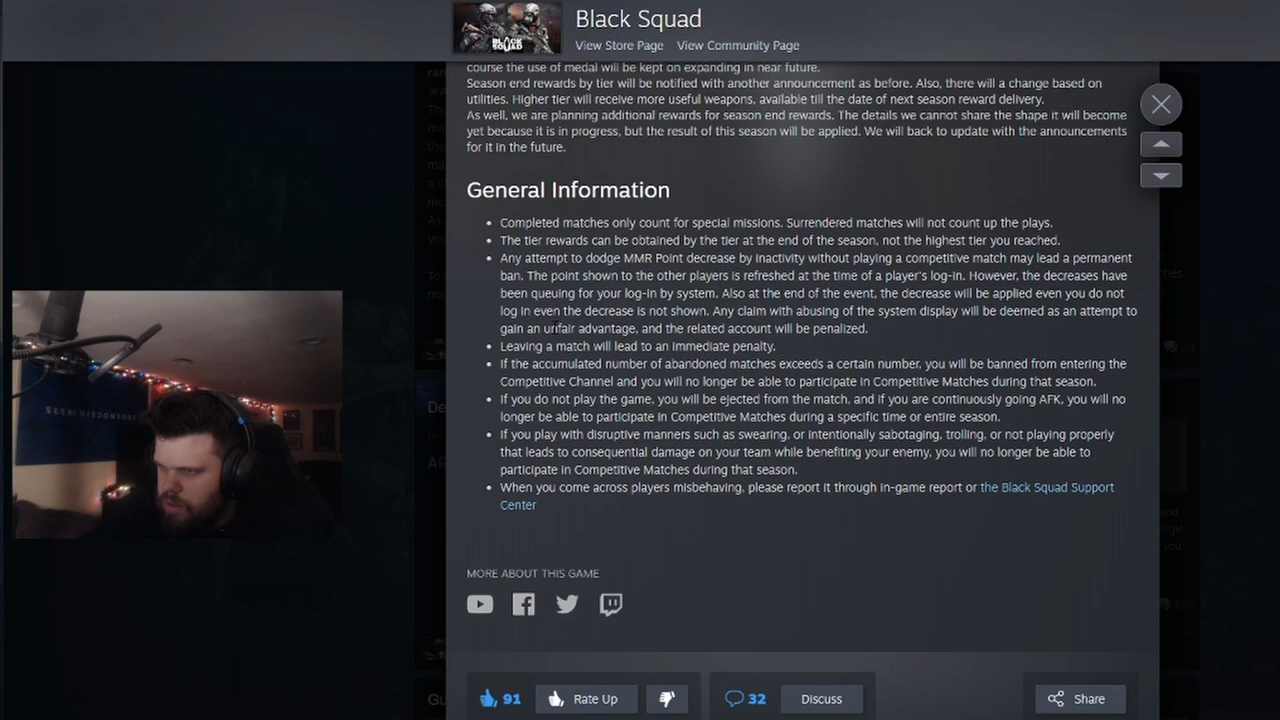 Black Squad
View Store Page View Community Page
course the use of medal will be kept on expanding in near future.
Season end rewards by tier will be notified with another announcement as before. Also, there will a change based on
utilities. Higher tier will receive more useful weapons, available till the date of next season reward delivery.
As well, we are planning additional rewards for season end rewards. The details we cannot share the shape it will become
yet because it is in progress, but the result of this season will be applied. We will back to update with the announcements
for it in the future.
General Information
Completed matches only count for special missions. Surrendered matches will not count up the plays.
The tier rewards can be obtained by the tier at the end of the season, not the highest tier you reached.
Any attempt to dodge MMR Point decrease by inactivity without playing a competitive match may lead a permanent
ban. The point shown to the other players is refreshed at the time of a player's log-in. However, the decreases have
been queuing for your log-in by system. Also at the end of the event, the decrease will be applied even you do not
log in even the decrease is not shown. Any claim with abusing of the system display will be deemed as an attempt to
gain an unfair advantage, and the related account will be penalized.
Leaving a match will lead to an immediate penalty.
If the accumulated number of abandoned matches exceeds a certain number, you will be banned from entering the
Competitive Channel and you will no longer be able to participate in Competitive Matches during that season.
If you do not play the game, you will be ejected from the match, and if you are continuously going AFK, you will no
longer be able to participate in Competitive Matches during a specific time or entire season.
If you play with disruptive manners such as swearing, or intentionally sabotaging, trolling, or not playing properly
that leads to consequential damage on your team while benefiting your enemy, you will no longer be able to
participate in Competitive Matches during that season.
When you come across players misbehaving, please report it through in-game report or the Black Squad Support
Center
MORE ABOUT THIS GAME
91 Rate Up 32 Discuss Share
BLACK SQUAD
28
159